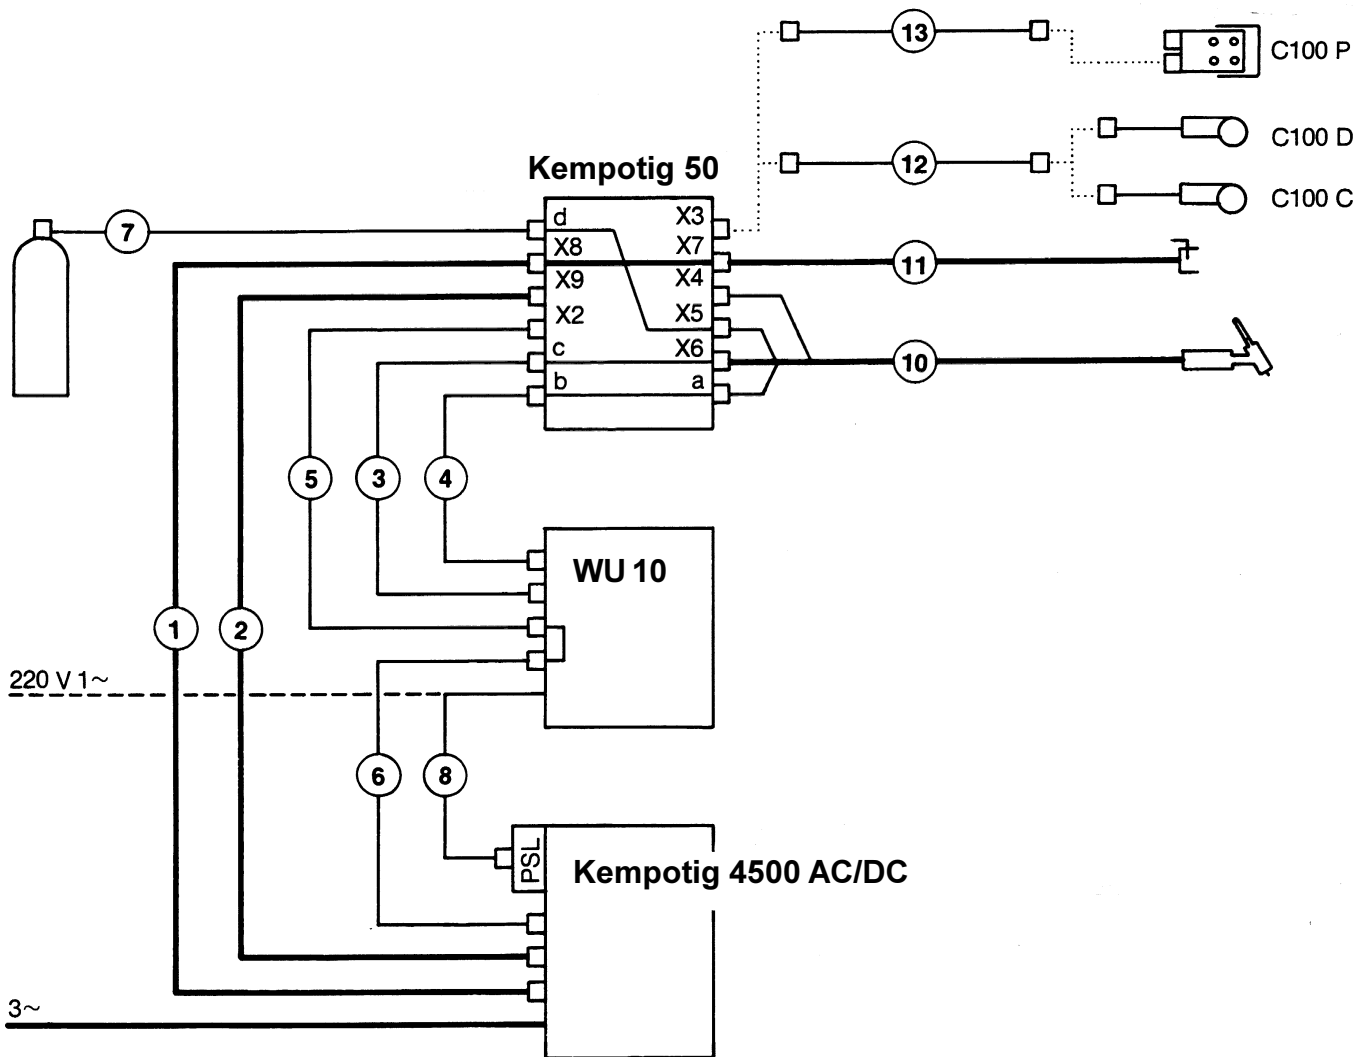 13
C100 P
C100 D
Kempotig 50
12
C100 C
7
d
X3
X8
X7
11
X9
X4
X2
X5
c
X6
10
b
a
5
3
4
WU 10
1
2
220 V 1~
6
8
PSL
Kempotig 4500 AC/DC
3~